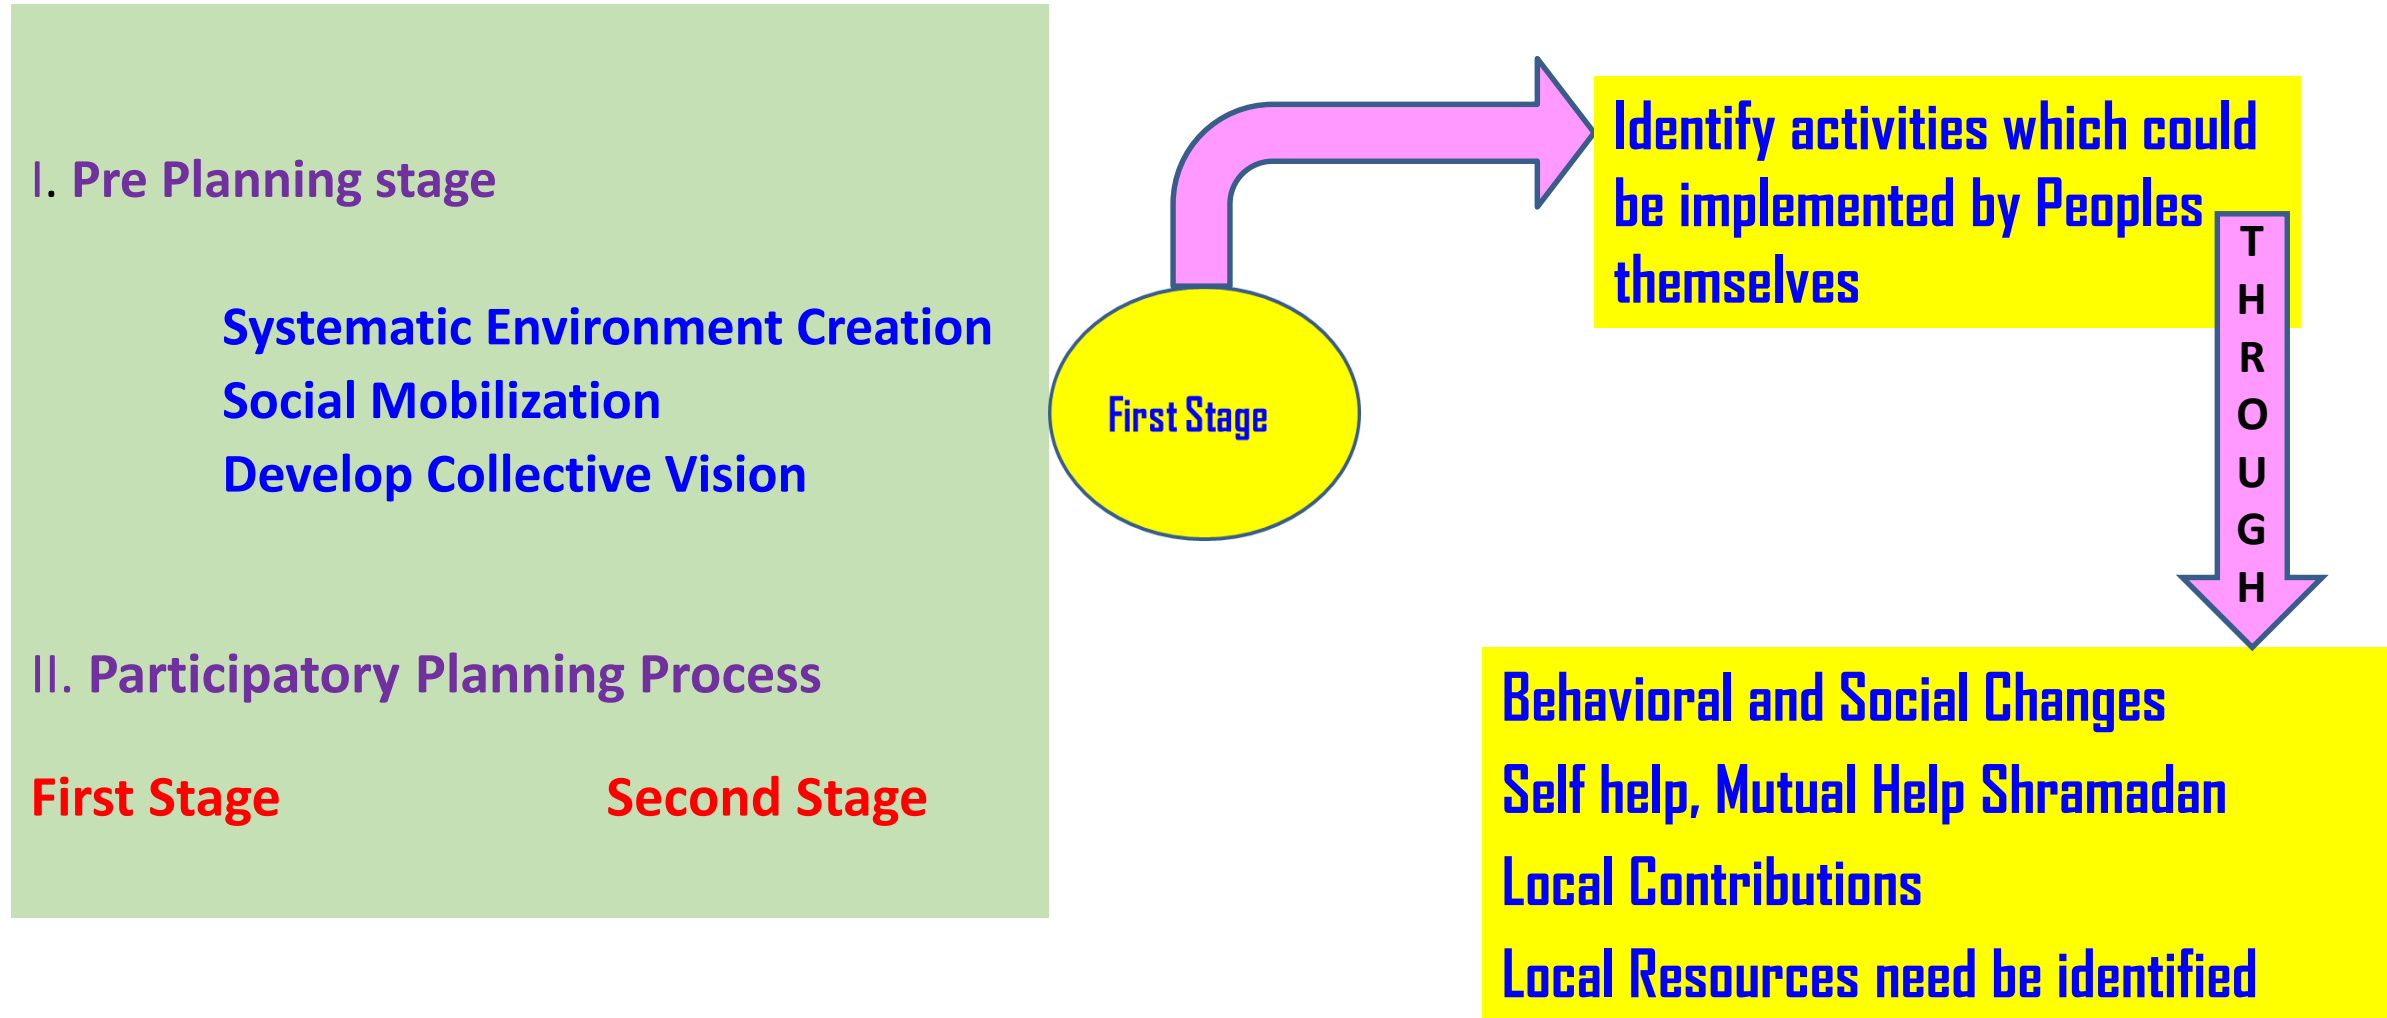 I. Pre Planning stage
Systematic Environment Creation
Social Mobilization
Develop Collective Vision
II. Participatory Planning Process
First Stage
Second Stage
First Stage
Identify activities which could
be implemented by Peoples
themselves
T
H
R
O
U
G
H
Behavioral and Social Changes
Self help, Mutual Help Shramadan
Local Contributions
Local Resources need be identified